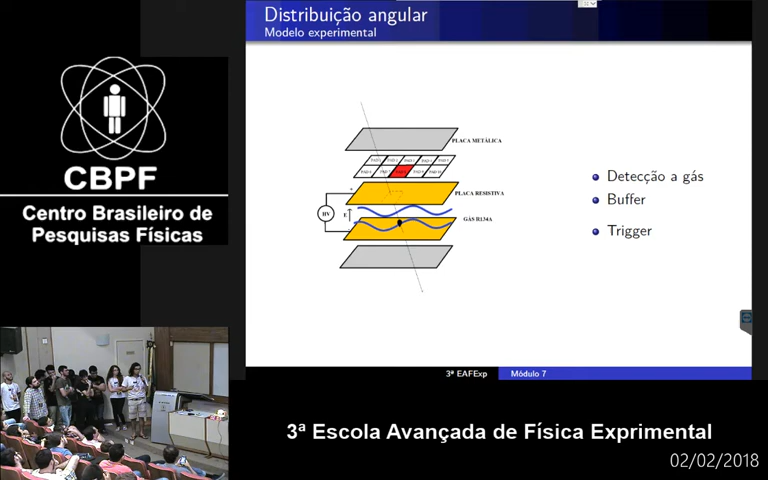 Distribuição angular
Modelo experimental
CBPF
Centro Brasileiro de
Pesquisas Físicas
PLACA METÁLICA
PLACA RESISTIVA
HV
E
GÁS R134A
Detecção a gás
Buffer
Trigger
3ª EAFExp Módulo 7
3ª Escola Avançada de Física Exprimental
02/02/2018